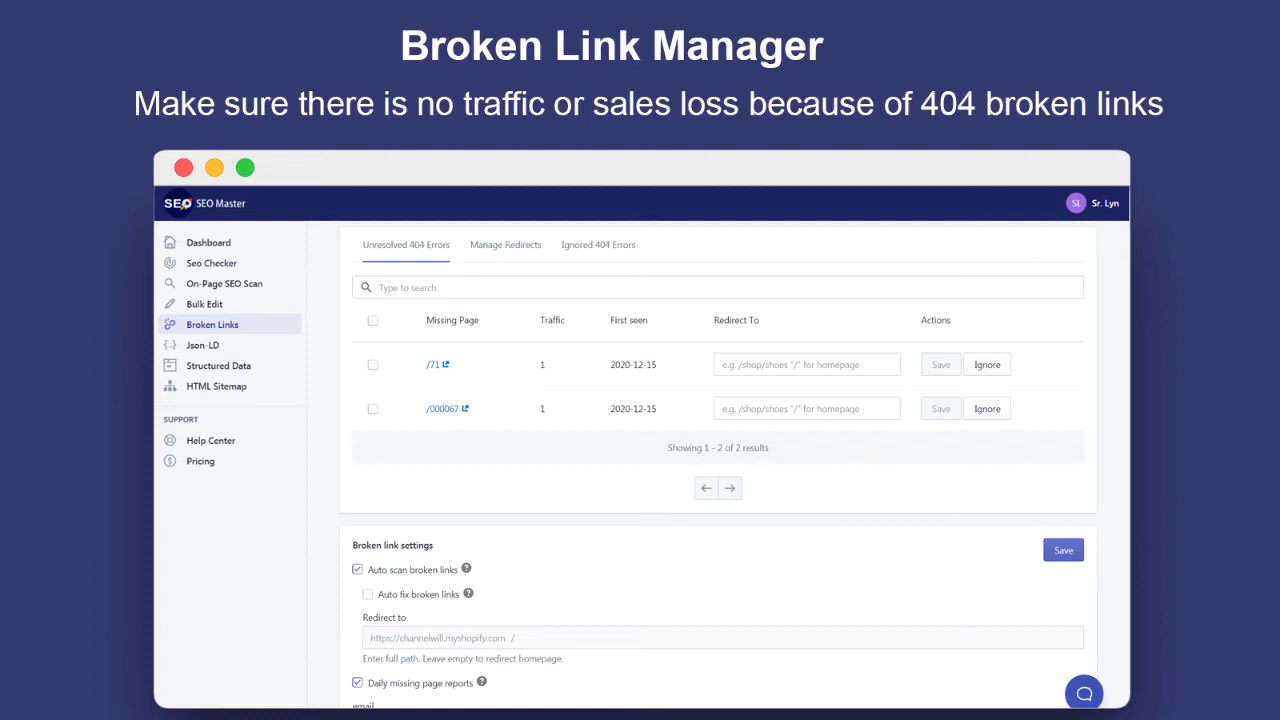 Broken Link Manager
Make sure there is no traffic or sales loss because of 404 broken links
SEO SEO Master
SL Sr. Lyn
Dashboard
Seo Checker
On-Page SEO Scan
Bulk Edit
Broken Links
Json-LD
Structured Data
HTML Sitemap
SUPPORT
Help Center
Pricing
Unresolved 404 Errors Manage Redirects Ignored 404 Errors
Type to search
Missing Page Traffic First seen Redirect To Actions
/71 1 2020-12-15 e.g. /shop/shoes "/" for homepage Save Ignore
/000067 1 2020-12-15 e.g. /shop/shoes "/" for homepage Save Ignore
Showing 1 - 2 of 2 results
Broken link settings
Save
Auto scan broken links ?
Auto fix broken links ?
Redirect to
https://channelwill.myshopify.com /
Enter full path. Leave empty to redirect homepage.
Daily missing page reports ?
email